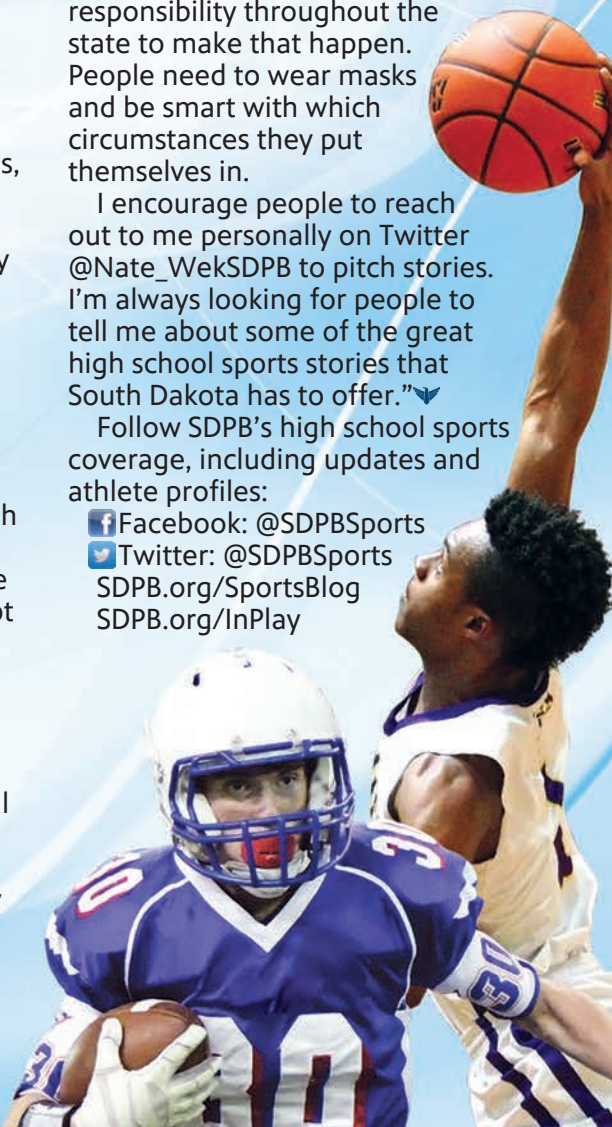 responsibility throughout the
state to make that happen.
People need to wear masks
and be smart with which
circumstances they put
themselves in.
I encourage people to reach
out to me personally on Twitter
@Nate_WekSDPB to pitch stories.
I'm always looking for people to
tell me about some of the great
high school sports stories that
South Dakota has to offer."
Follow SDPB's high school sports
coverage, including updates and
athlete profiles:
Facebook: @SDPBSports
Twitter: @SDPBSports
SDPB.org/SportsBlog
SDPB.org/InPlay
30
30
30
30